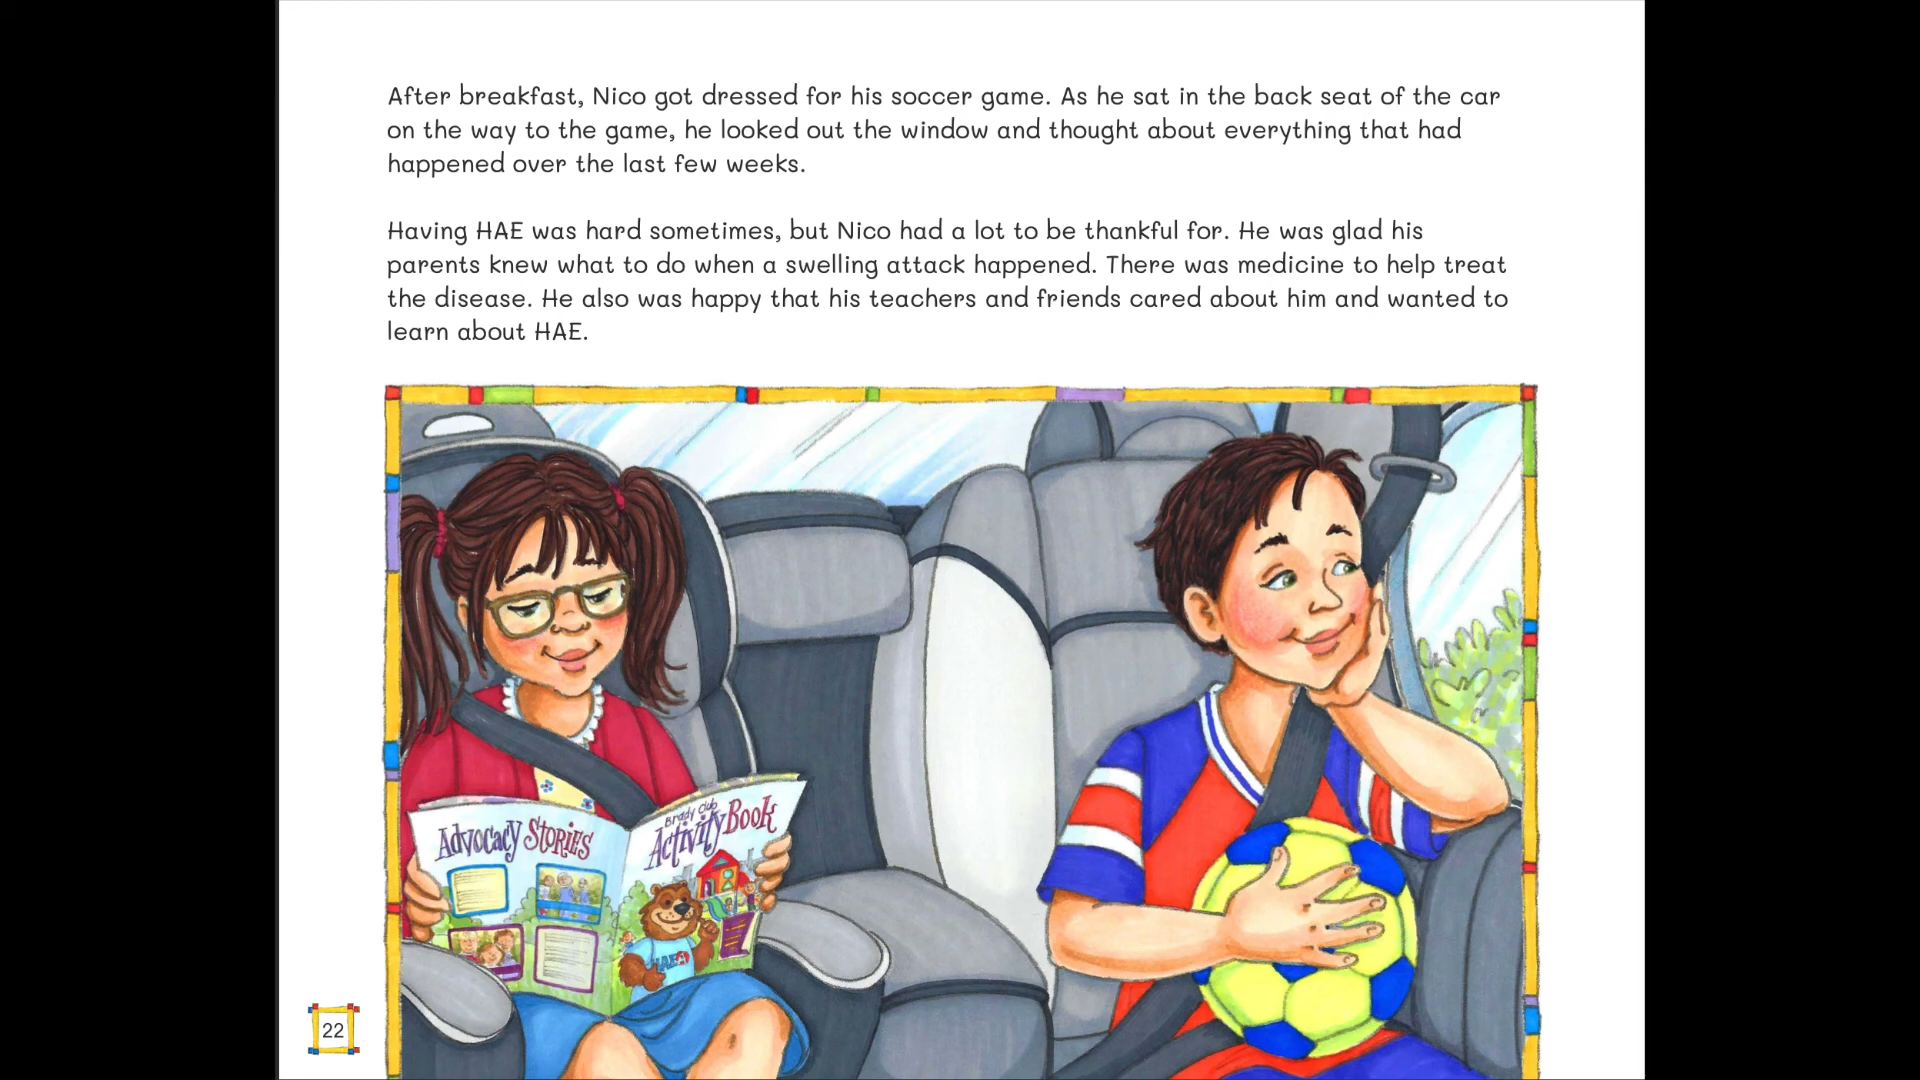 After breakfast, Nico got dressed for his soccer game. As he sat in the back seat of the car
on the way to the game, he looked out the window and thought about everything that had
happened over the last few weeks.
Having HAE was hard sometimes, but Nico had a lot to be thankful for. He was glad his
parents knew what to do when a swelling attack happened. There was medicine to help treat
the disease. He also was happy that his teachers and friends cared about him and wanted to
learn about HAE.
Advocacy Stories
Brady Club
Activity Book
HAEA
22